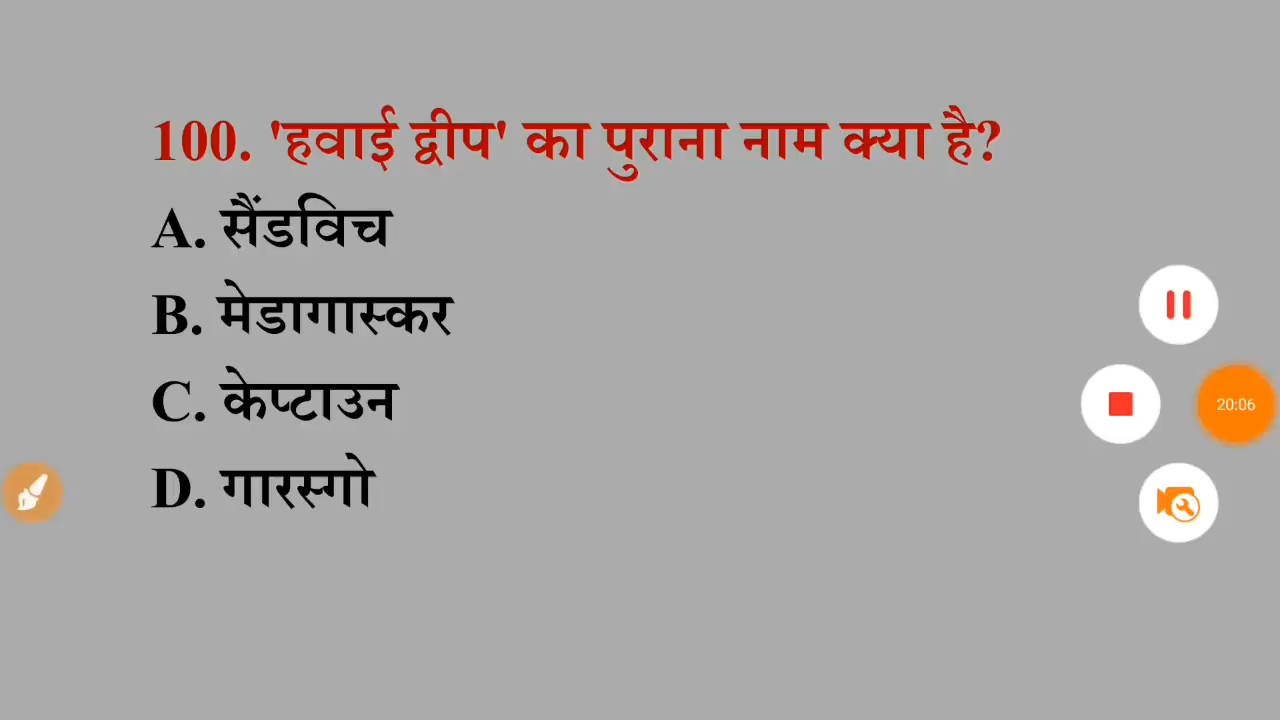 100. 'हवाई द्वीप' का पुराना नाम क्या है?
A. सैंडविच
B. मेडागास्कर
C. केप्टाउन
D. गारस्गो
20:06